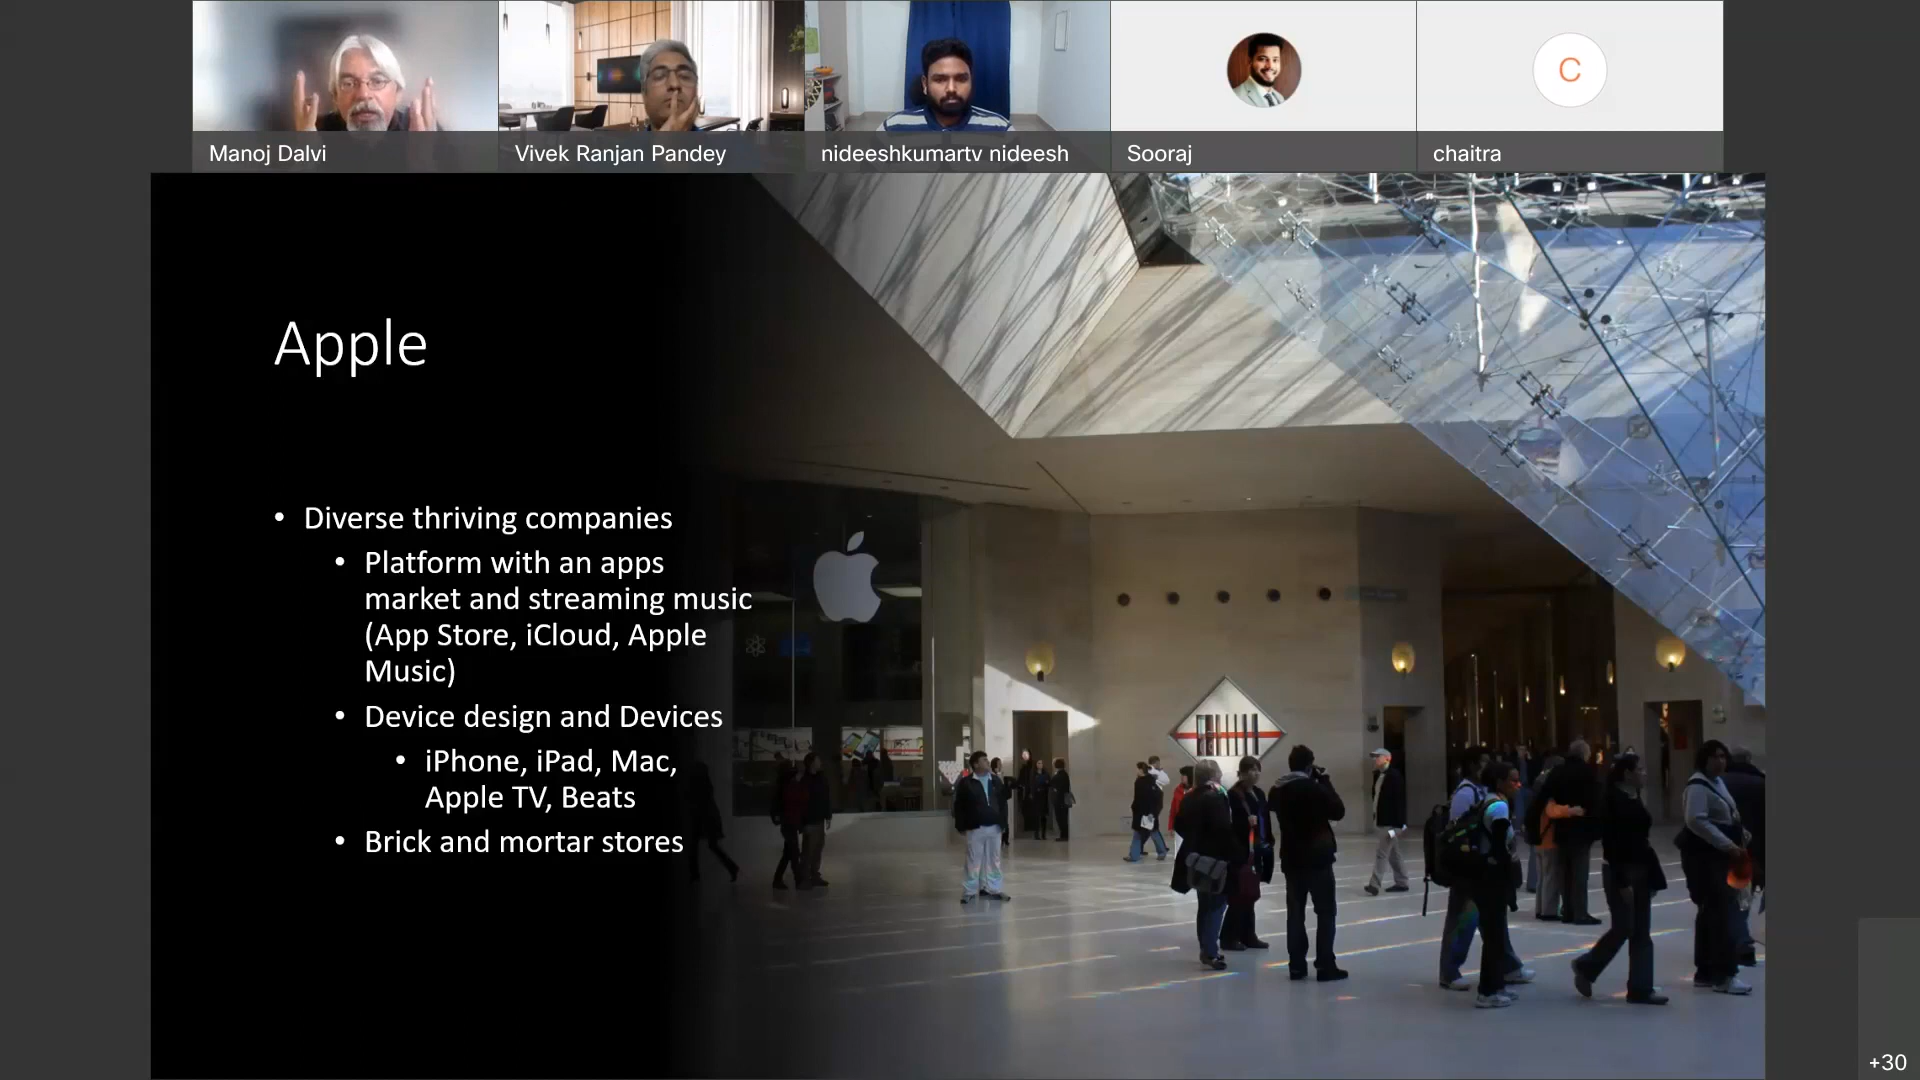 Manoj Dalvi
Vivek Ranjan Pandey
nideeshkumartv nideesh
Sooraj
C
chaitra
Apple
• Diverse thriving companies
• Platform with an apps
market and streaming music
(App Store, iCloud, Apple
Music)
• Device design and Devices
• iPhone, iPad, Mac,
Apple TV, Beats
• Brick and mortar stores
+30